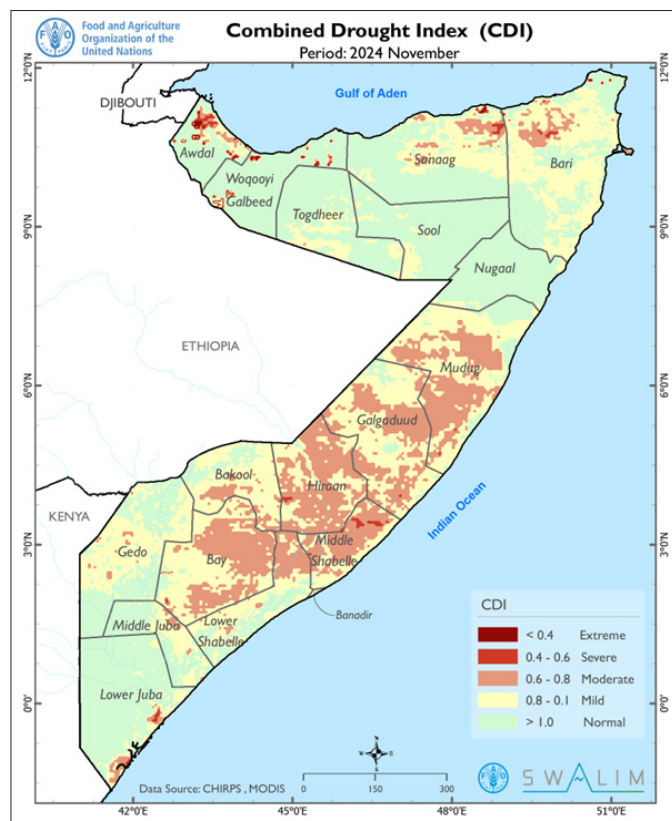 Food and Agriculture
Organization of the
United Nations
Combined Drought Index (CDI)
Period: 2024 November
42°0'E
45°0'E
48°0'E
51°0'E
12°0'N
12°0'N
9°0'N
9°0'N
6°0'N
6°0'N
3°0'N
3°0'N
0°0'
0°0'
DJIBOUTI
Gulf of Aden
Awdal
Woqooyi
Galbeed
Togdheer
Sanaag
Bari
Sool
Nugaal
ETHIOPIA
Mudug
Galgaduud
Bakool
Hiraan
KENYA
Indian Ocean
Gedo
Bay
Middle
Shabelle
Banadir
Middle Juba
Lower
Shabelle
Lower Juba
CDI
< 0.4 Extreme
0.4 - 0.6 Severe
0.6 - 0.8 Moderate
0.8 - 0.1 Mild
> 1.0 Normal
Data Source: CHIRPS , MODIS
0 150 300
SWALIM